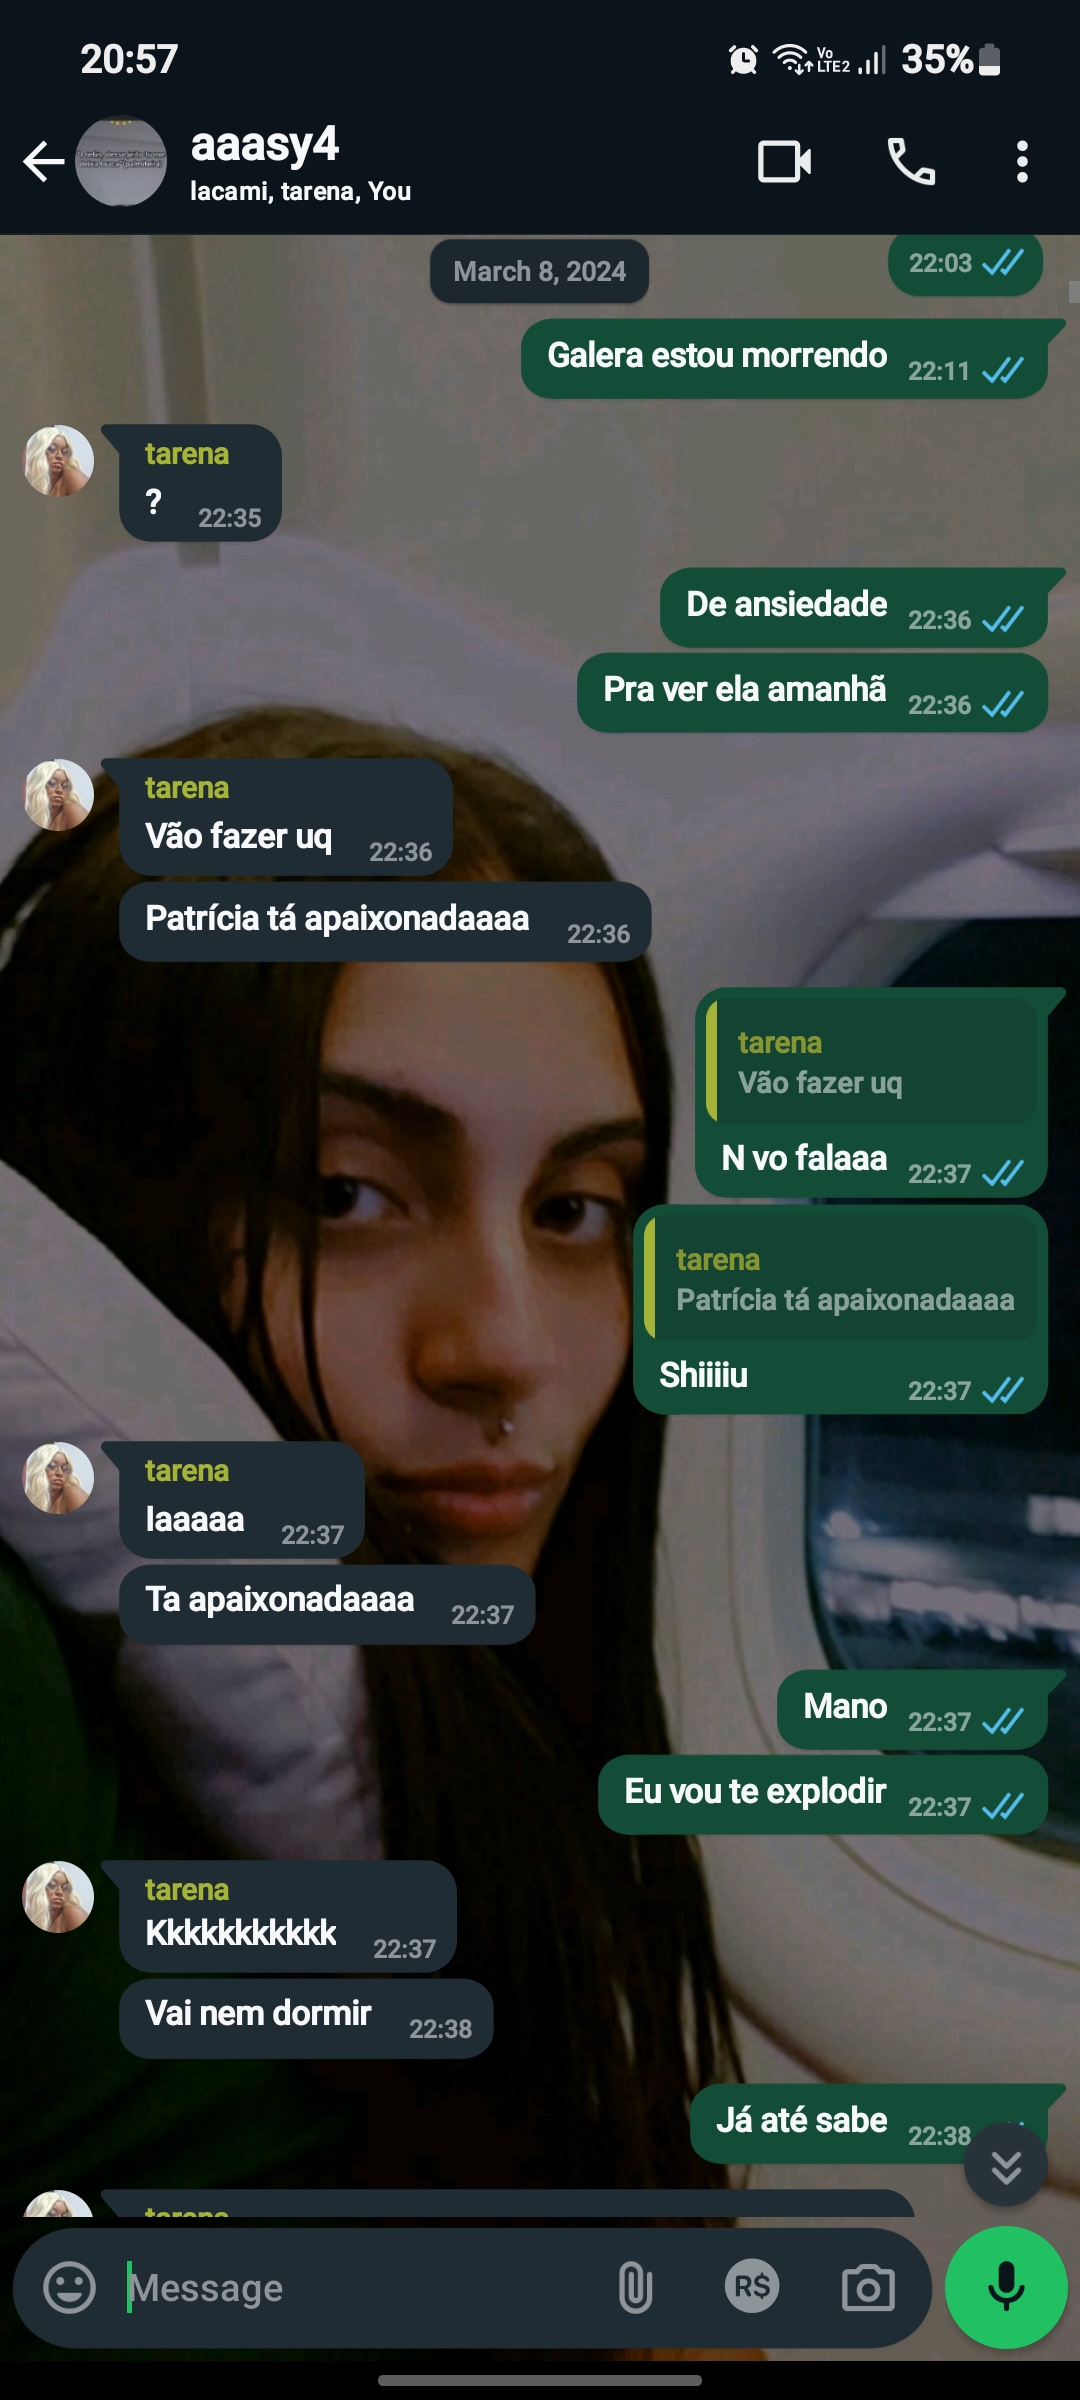 20:57
Vo
LTE2
35%
aaasy4
lacami, tarena, You
March 8, 2024
22:03
Galera estou morrendo 22:11
tarena
? 22:35
De ansiedade 22:36
Pra ver ela amanhã 22:36
tarena
Vão fazer uq 22:36
Patrícia tá apaixonadaaaa 22:36
tarena
Vão fazer uq
N vo falaaa 22:37
tarena
Patrícia tá apaixonadaaaa
Shiiiiu 22:37
tarena
Iaaaaa 22:37
Ta apaixonadaaaa 22:37
Mano 22:37
Eu vou te explodir 22:37
tarena
Kkkkkkkkkkk 22:37
Vai nem dormir 22:38
Já até sabe 22:38
tarena
Message
R$